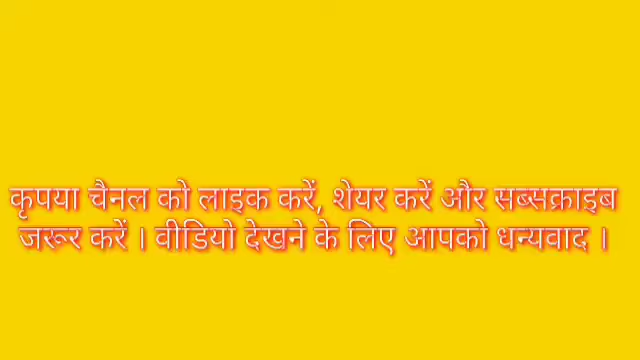 कृपया चैनल को लाइक करें, शेयर करें और सब्सक्राइब
जरूर करें । वीडियो देखने के लिए आपको धन्यवाद ।